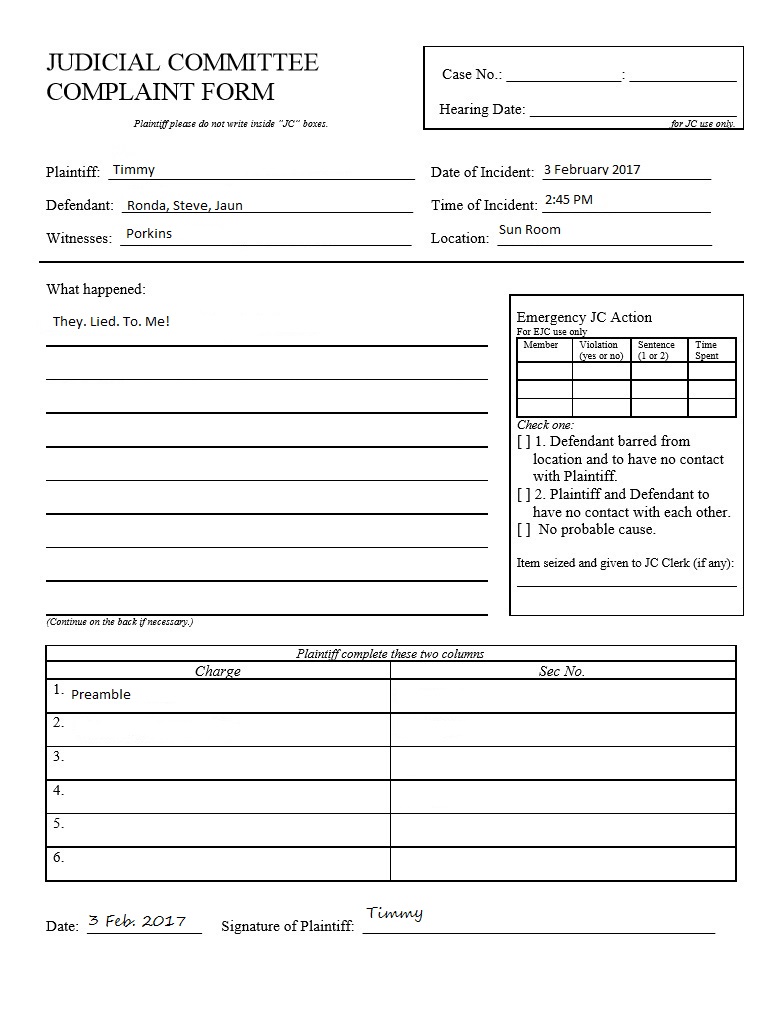 JUDICIAL COMMITTEE
COMPLAINT FORM
Plaintiff please do not write inside "JC" boxes.
Case No.: ________________: ______________
Hearing Date: ____________________________
for JC use only.
Plaintiff: Timmy
Date of Incident: 3 February 2017
Defendant: Ronda, Steve, Jaun
Time of Incident: 2:45 PM
Witnesses: Porkins
Location: Sun Room
What happened:
They. Lied. To. Me!
(Continue on the back if necessary.)
Emergency JC Action
For EJC use only
Member Violation (yes or no) Sentence (1 or 2) Time Spent
Check one:
[ ] 1. Defendant barred from
location and to have no contact
with Plaintiff.
[ ] 2. Plaintiff and Defendant to
have no contact with each other.
[ ] No probable cause.
Item seized and given to JC Clerk (if any):
Plaintiff complete these two columns
Charge Sec No.
1. Preamble
2.
3.
4.
5.
6.
Date: 3 Feb. 2017 Signature of Plaintiff: Timmy